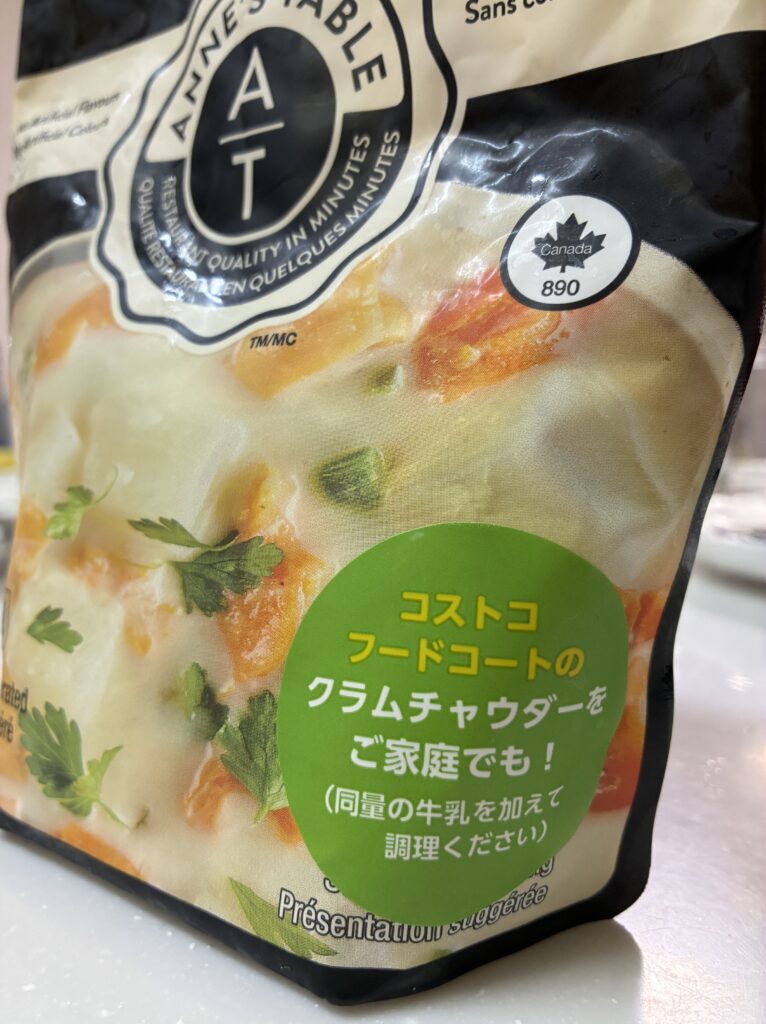 Sans
ANNE'S TABLE
A
T
RESTAURANT QUALITY IN MINUTES
QUALITÉ RESTAURANT EN QUELQUES MINUTES
TM/MC
Canada
890
コストコ
フードコートの
クラムチャウダーを
ご家庭でも！
（同量の牛乳を加えて
調理ください）
Présentation suggérée